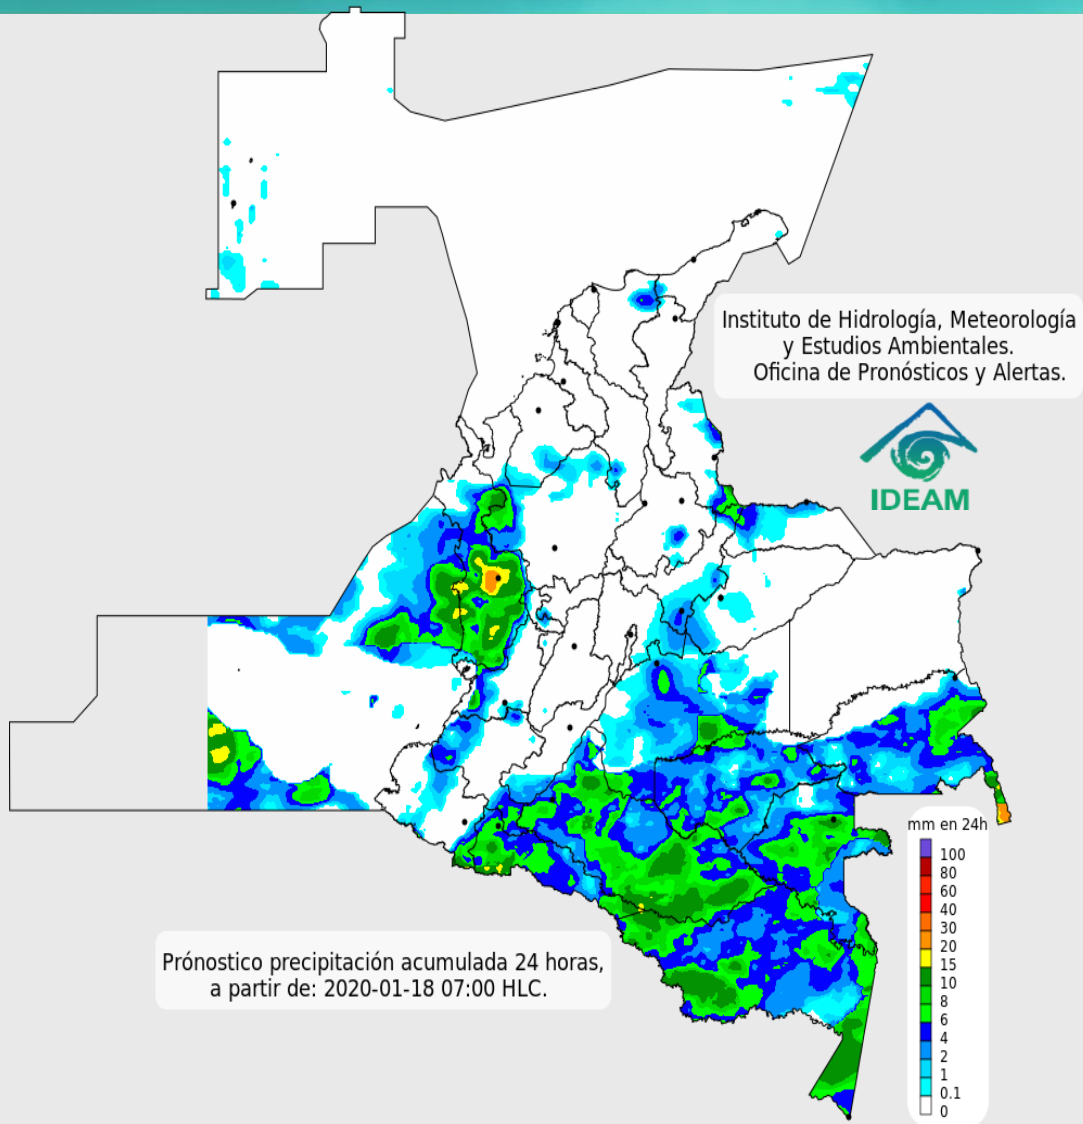 Instituto de Hidrología, Meteorología
y Estudios Ambientales.
Oficina de Pronósticos y Alertas.
IDEAM
mm en 24h
100
80
60
40
30
20
15
10
8
6
4
2
1
0.1
0
Prónostico precipitación acumulada 24 horas,
a partir de: 2020-01-18 07:00 HLC.